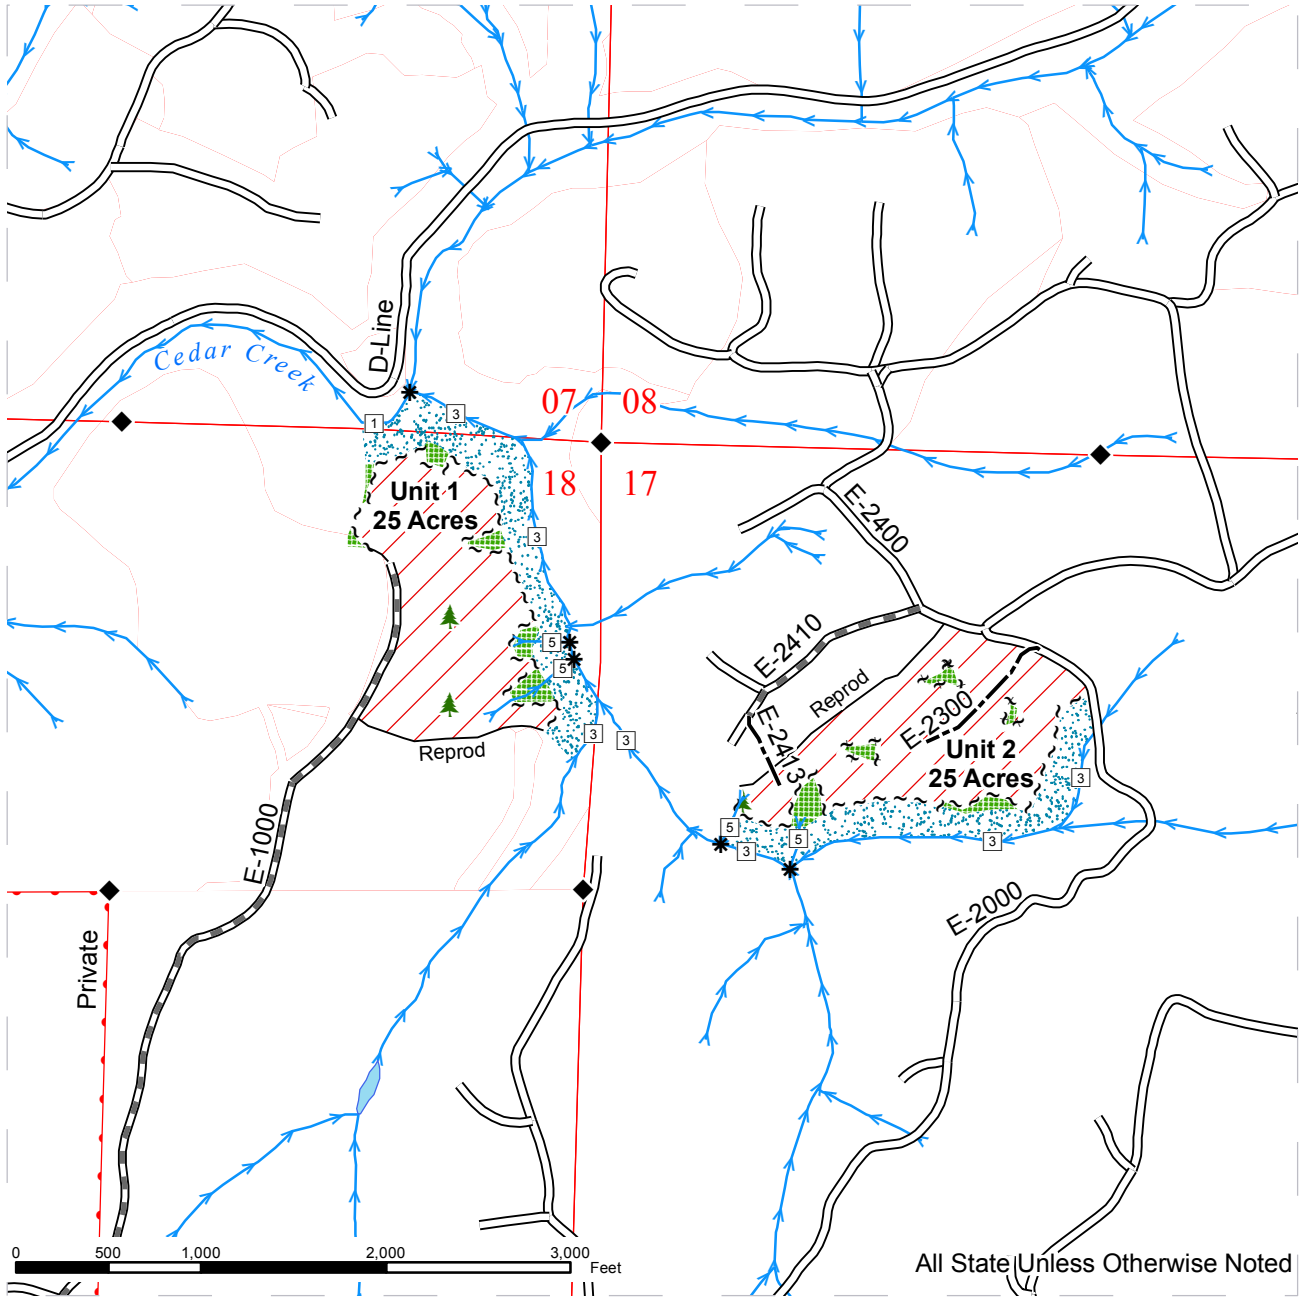 D-Line
Cedar Creek
07 08
18 17
1
3
Unit 1
25 Acres
3
E-2400
5
5
E-2410
Reprod
E-2300
E-2413
Unit 2
25 Acres
Reprod
3
3
3
5
5
3
3
E-1000
E-2000
Private
0 500 1,000 2,000 3,000
Feet
All State Unless Otherwise Noted